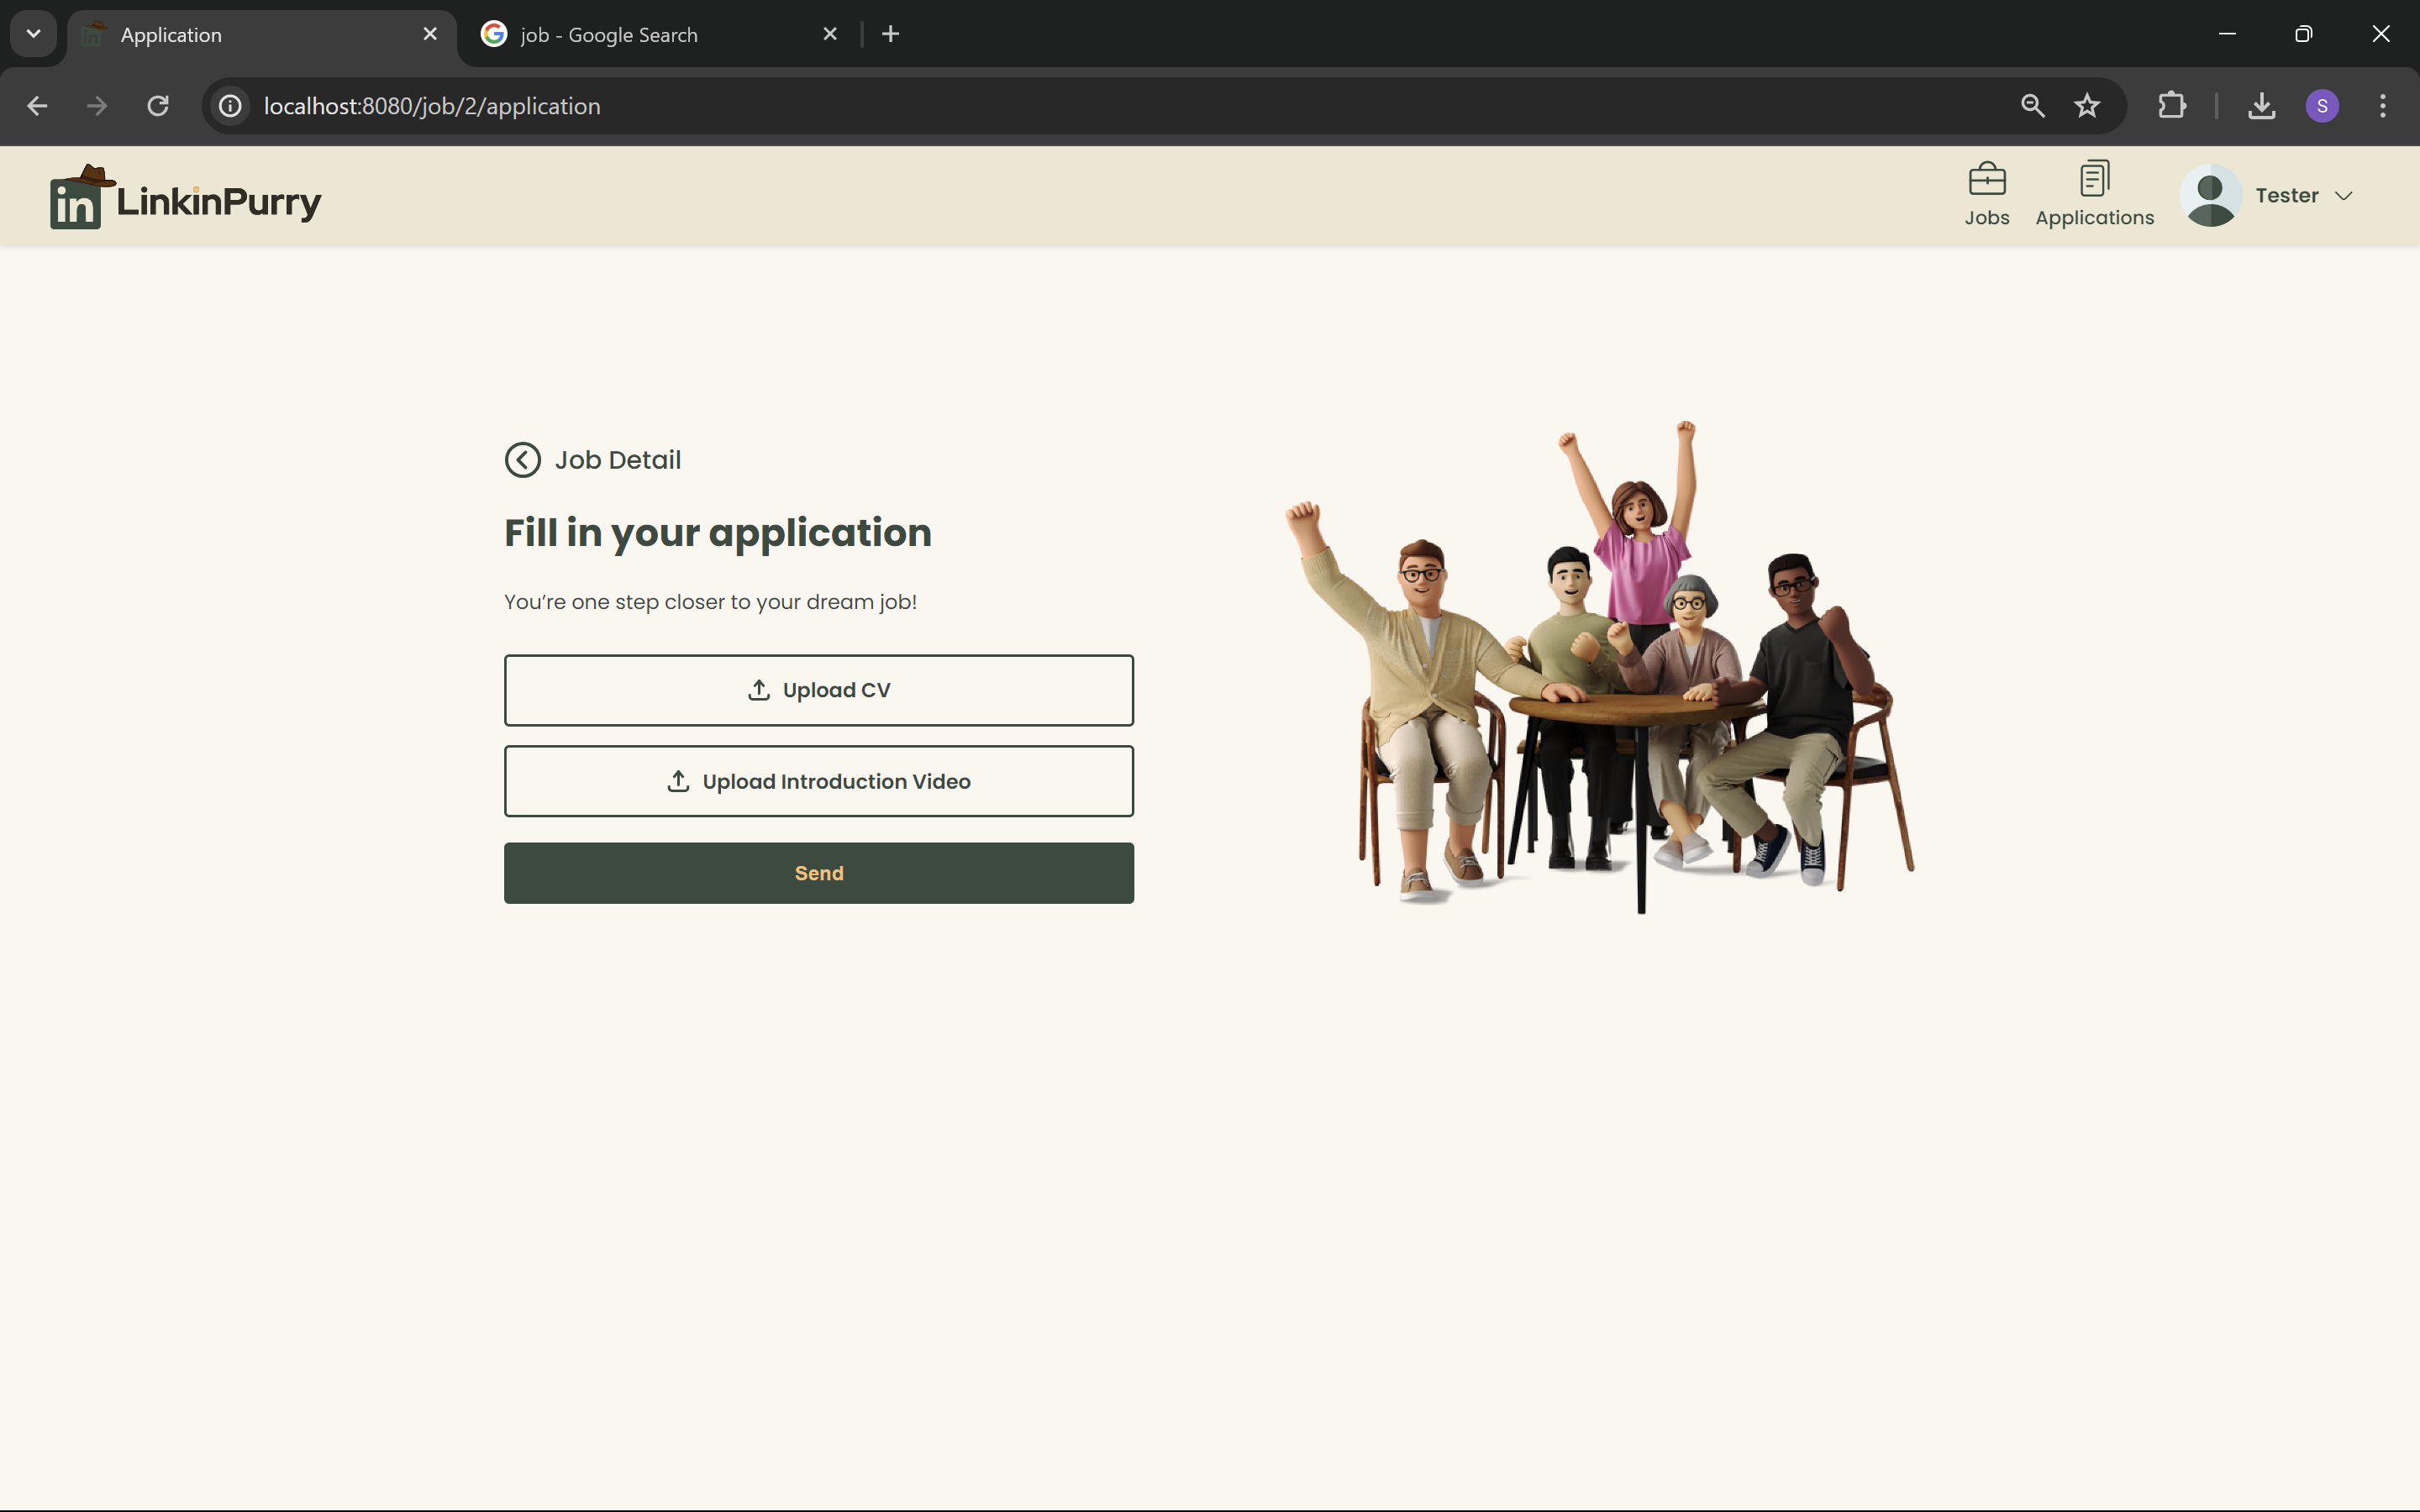 Application
job - Google Search
localhost:8080/job/2/application
S
in LinkinPurry
Jobs
Applications
Tester
Job Detail
Fill in your application
You're one step closer to your dream job!
Upload CV
Upload Introduction Video
Send